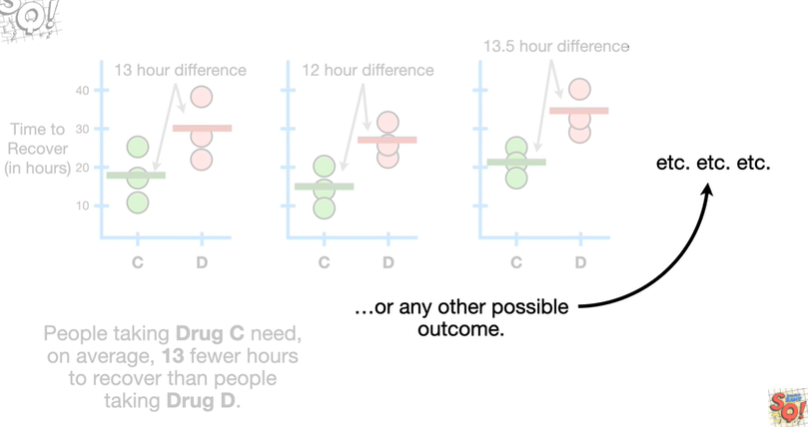 SQ!
13 hour difference
12 hour difference
13.5 hour difference
Time to
Recover
(in hours)
40
30
20
10
C
D
C
D
C
D
etc. etc. etc.
...or any other possible
outcome.
People taking Drug C need,
on average, 13 fewer hours
to recover than people
taking Drug D.
SQ!